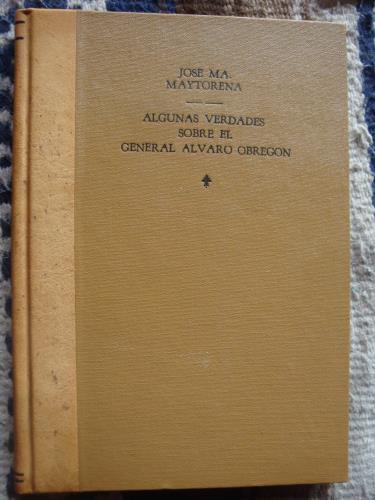 JOSE MA.
MAYTORENA
ALGUNAS VERDADES
SOBRE EL
GENERAL ALVARO OBREGON